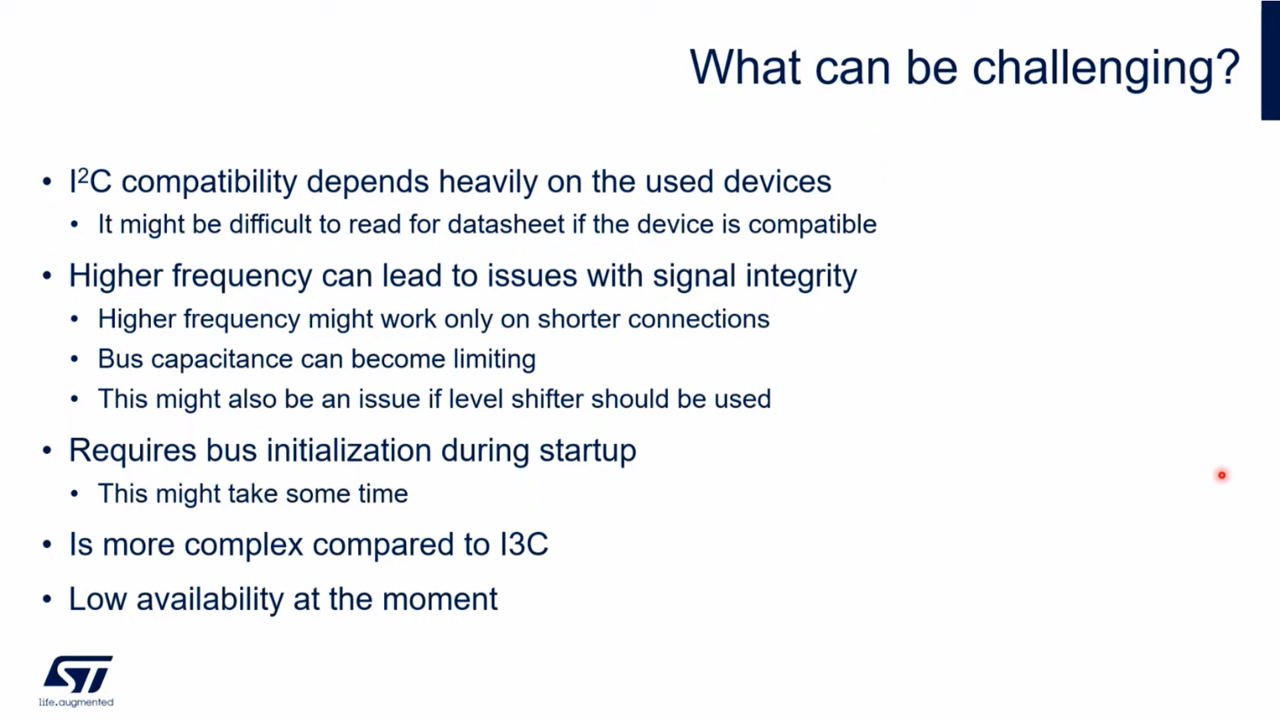 What can be challenging?
• I²C compatibility depends heavily on the used devices
• It might be difficult to read for datasheet if the device is compatible
• Higher frequency can lead to issues with signal integrity
• Higher frequency might work only on shorter connections
• Bus capacitance can become limiting
• This might also be an issue if level shifter should be used
• Requires bus initialization during startup
• This might take some time
• Is more complex compared to I3C
• Low availability at the moment
ST
life.augmented